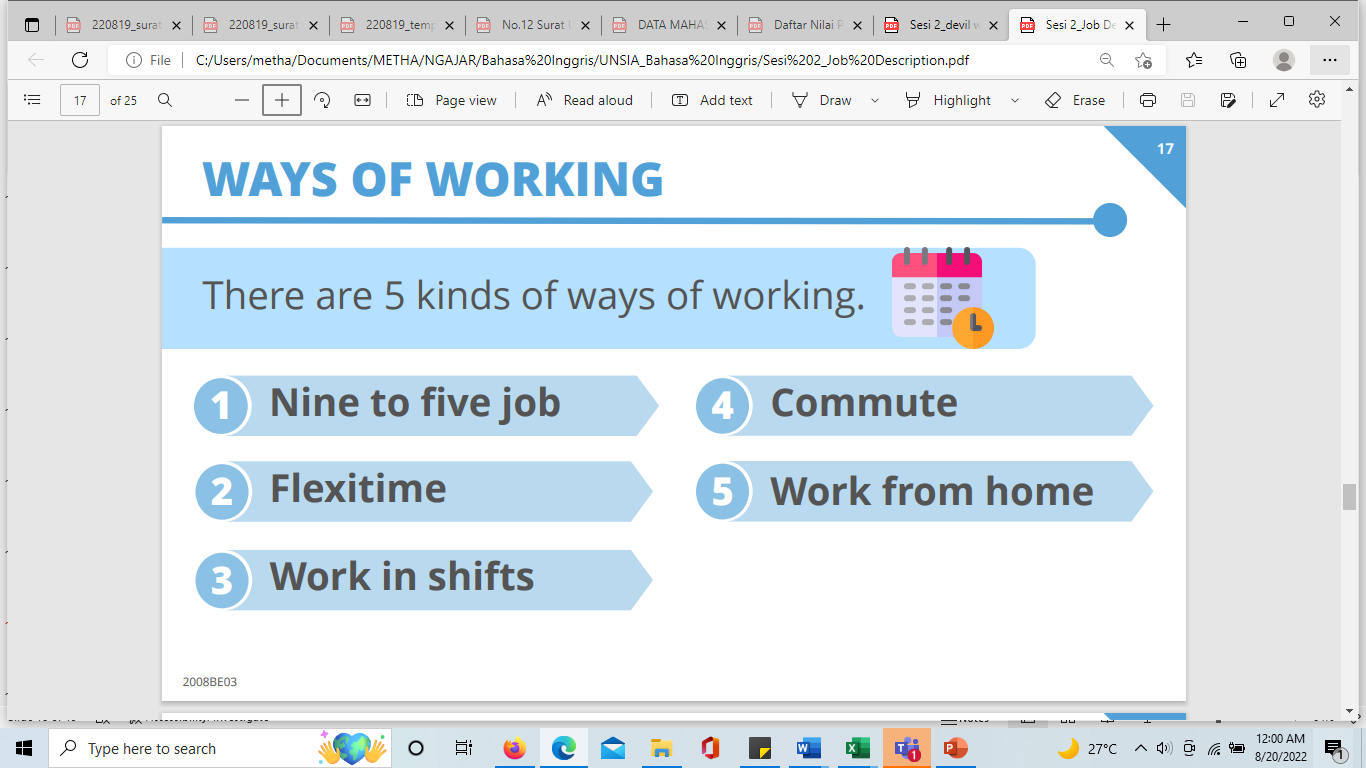 220819_surat
220819_surat
220819_temp
No.12 Surat
DATA MAHAS
Daftar Nilai P
Sesi 2_devil w
Sesi 2_Job De
File
C:/Users/metha/Documents/METHA/NGAJAR/Bahasa%20Inggris/UNSIA_Bahasa%20Inggris/Sesi%202_Job%20Description.pdf
17 of 25
Page view
Read aloud
Add text
Draw
Highlight
Erase
17
WAYS OF WORKING
There are 5 kinds of ways of working.
1 Nine to five job
2 Flexitime
3 Work in shifts
4 Commute
5 Work from home
2008BE03
Type here to search
27°C
12:00 AM
8/20/2022
1
1